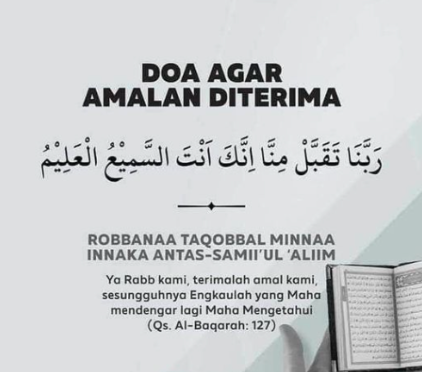 DOA AGAR
AMALAN DITERIMA
رَبَّنَا تَقَبَّلْ مِنَّا اِنَّكَ اَنْتَ السَّمِيْعُ الْعَلِيْمُ
ROBBANAA TAQOBBAL MINNAA
INNAKA ANTAS-SAMII'UL 'ALIIM
Ya Rabb kami, terimalah amal kami,
sesungguhnya Engkaulah yang Maha
mendengar lagi Maha Mengetahui
(Qs. Al-Baqarah: 127)